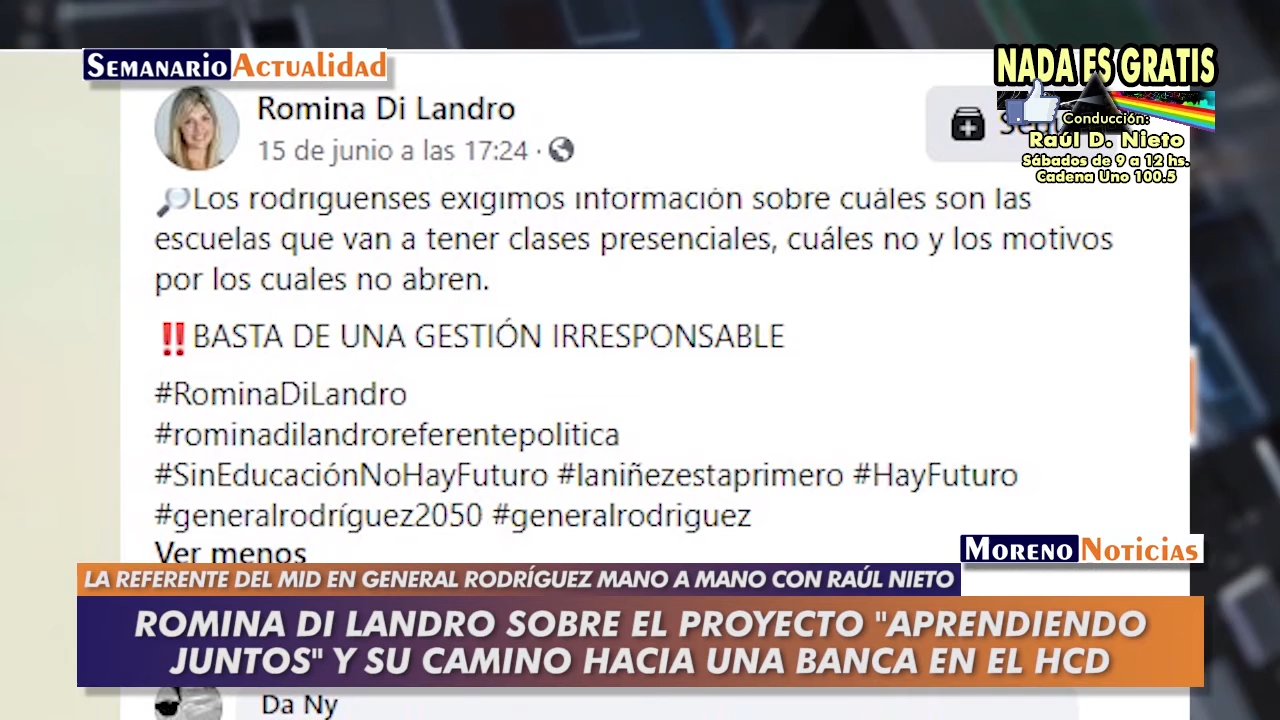 SEMANARIO ACTUALIDAD
NADA ES GRATIS
Conducción:
Raúl D. Nieto
Sábados de 9 a 12 hs.
Cadena Uno 100.5
Romina Di Landro
15 de junio a las 17:24 ·
🔎Los rodriguenses exigimos información sobre cuáles son las
escuelas que van a tener clases presenciales, cuáles no y los motivos
por los cuales no abren.
‼️BASTA DE UNA GESTIÓN IRRESPONSABLE
#RominaDiLandro
#rominadilandroreferentepolitica
#SinEducaciónNoHayFuturo #laniñezestaprimero #HayFuturo
#generalrodríguez2050 #generalrodriguez
Ver menos
MORENO NOTICIAS
LA REFERENTE DEL MID EN GENERAL RODRÍGUEZ MANO A MANO CON RAÚL NIETO
ROMINA DI LANDRO SOBRE EL PROYECTO "APRENDIENDO
JUNTOS" Y SU CAMINO HACIA UNA BANCA EN EL HCD
Da Ny